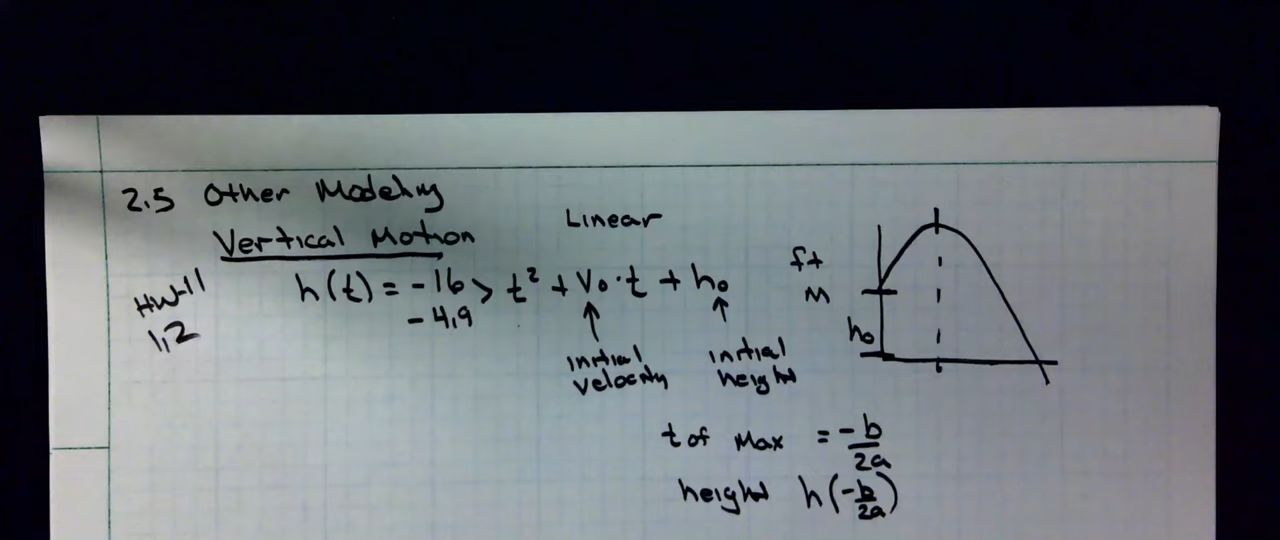 2.5 Other Modeling
Linear
Vertical Motion
HW-11
1,2
h(t) = -16 > t² + v₀·t + h₀
-4.9
↑ ↑
initial velocity
initial height
ft
m
h₀
t of Max = -b/2a
height h(-b/2a)